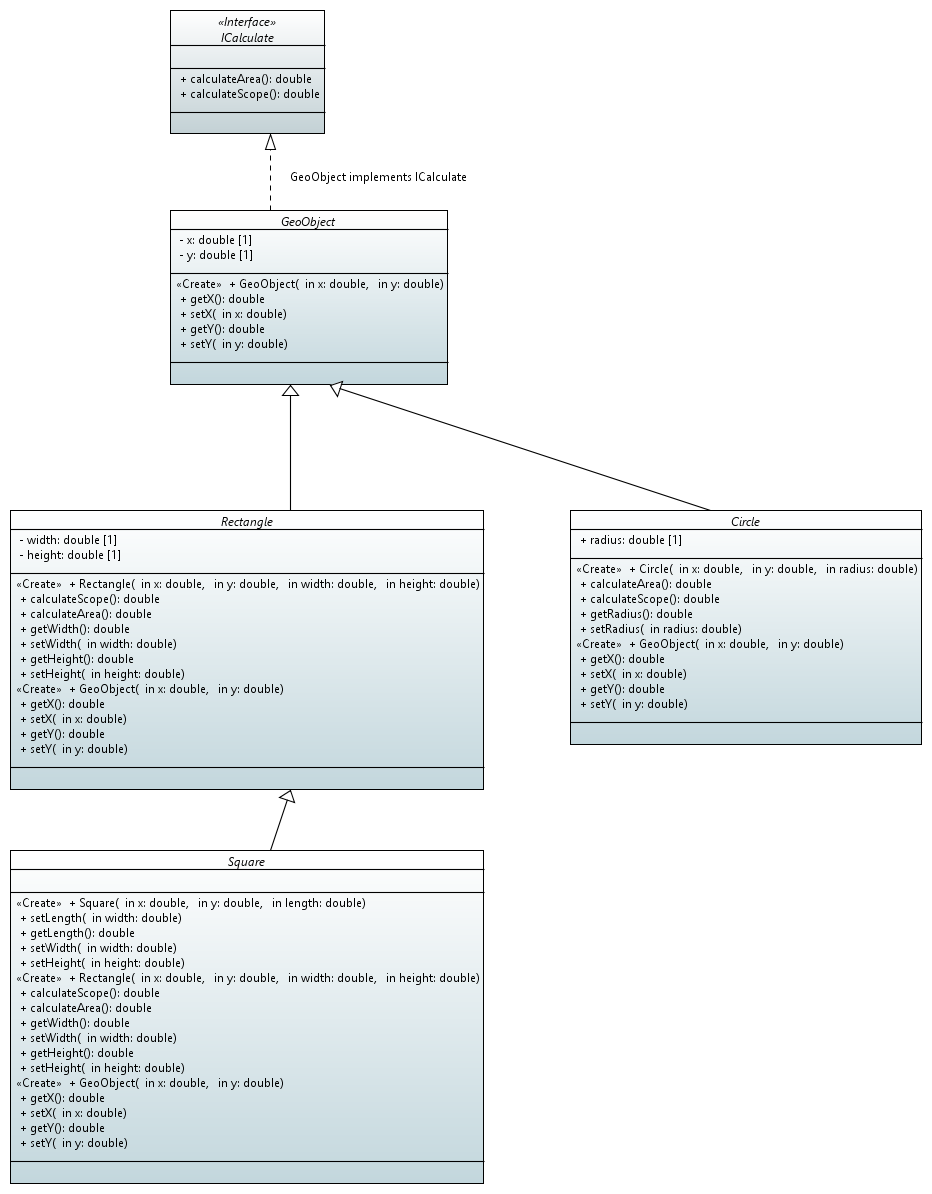 «Interface»
ICalculate
+ calculateArea(): double
+ calculateScope(): double
GeoObject implements ICalculate
GeoObject
- x: double [1]
- y: double [1]
«Create» + GeoObject( in x: double, in y: double)
+ getX(): double
+ setX( in x: double)
+ getY(): double
+ setY( in y: double)
Rectangle
- width: double [1]
- height: double [1]
«Create» + Rectangle( in x: double, in y: double, in width: double, in height: double)
+ calculateScope(): double
+ calculateArea(): double
+ getWidth(): double
+ setWidth( in width: double)
+ getHeight(): double
+ setHeight( in height: double)
«Create» + GeoObject( in x: double, in y: double)
+ getX(): double
+ setX( in x: double)
+ getY(): double
+ setY( in y: double)
Circle
+ radius: double [1]
«Create» + Circle( in x: double, in y: double, in radius: double)
+ calculateArea(): double
+ calculateScope(): double
+ getRadius(): double
+ setRadius( in radius: double)
«Create» + GeoObject( in x: double, in y: double)
+ getX(): double
+ setX( in x: double)
+ getY(): double
+ setY( in y: double)
Square
«Create» + Square( in x: double, in y: double, in length: double)
+ setLength( in width: double)
+ getLength(): double
+ setWidth( in width: double)
+ setHeight( in height: double)
«Create» + Rectangle( in x: double, in y: double, in width: double, in height: double)
+ calculateScope(): double
+ calculateArea(): double
+ getWidth(): double
+ setWidth( in width: double)
+ getHeight(): double
+ setHeight( in height: double)
«Create» + GeoObject( in x: double, in y: double)
+ getX(): double
+ setX( in x: double)
+ getY(): double
+ setY( in y: double)